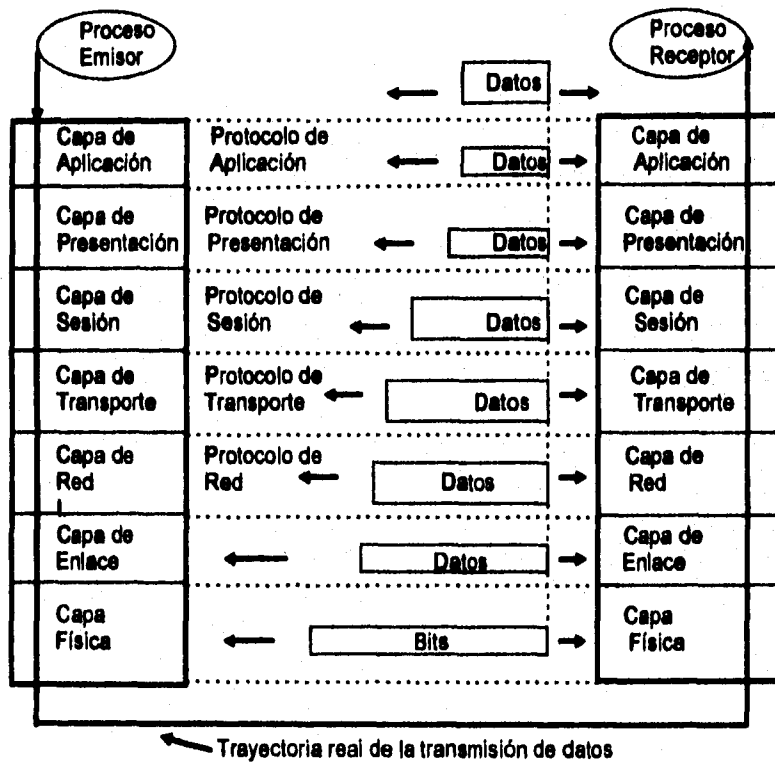 Proceso
Emisor
Proceso
Receptor
Datos
Capa de
Aplicación
Protocolo de
Aplicación
Datos
Capa de
Aplicación
Capa de
Presentación
Protocolo de
Presentación
Datos
Capa de
Presentación
Capa de
Sesión
Protocolo de
Sesión
Datos
Capa de
Sesión
Capa de
Transporte
Protocolo de
Transporte
Datos
Capa de
Transporte
Capa de
Red
Protocolo de
Red
Datos
Capa de
Red
Capa de
Enlace
Datos
Capa de
Enlace
Capa
Física
Bits
Capa
Física
Trayectoria real de la transmisión de datos